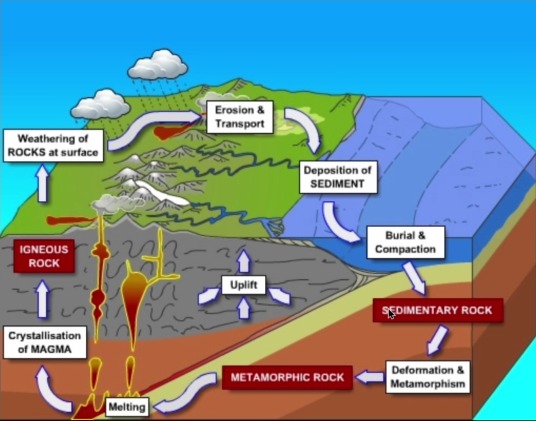 Erosion &
Transport
Weathering of
ROCKS at surface
Deposition of
SEDIMENT
Burial &
Compaction
IGNEOUS
ROCK
Uplift
SEDIMENTARY ROCK
Crystallisation
of MAGMA
Deformation &
Metamorphism
METAMORPHIC ROCK
Melting